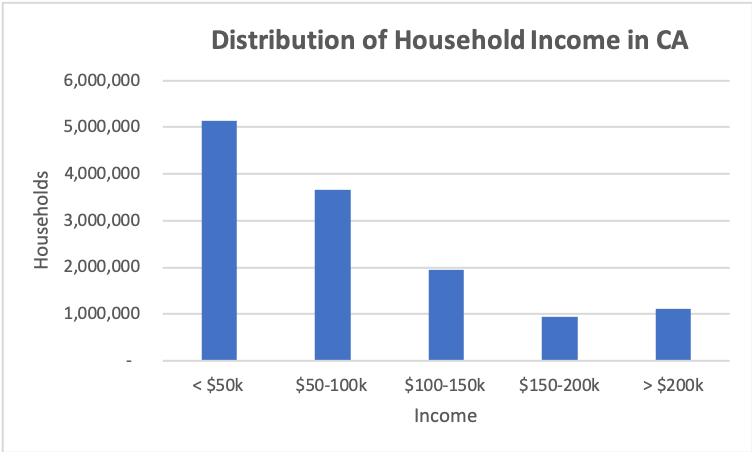 Distribution of Household Income in CA
6,000,000
5,000,000
4,000,000
3,000,000
2,000,000
1,000,000
-
Households
< $50k
$50-100k
$100-150k
$150-200k
> $200k
Income